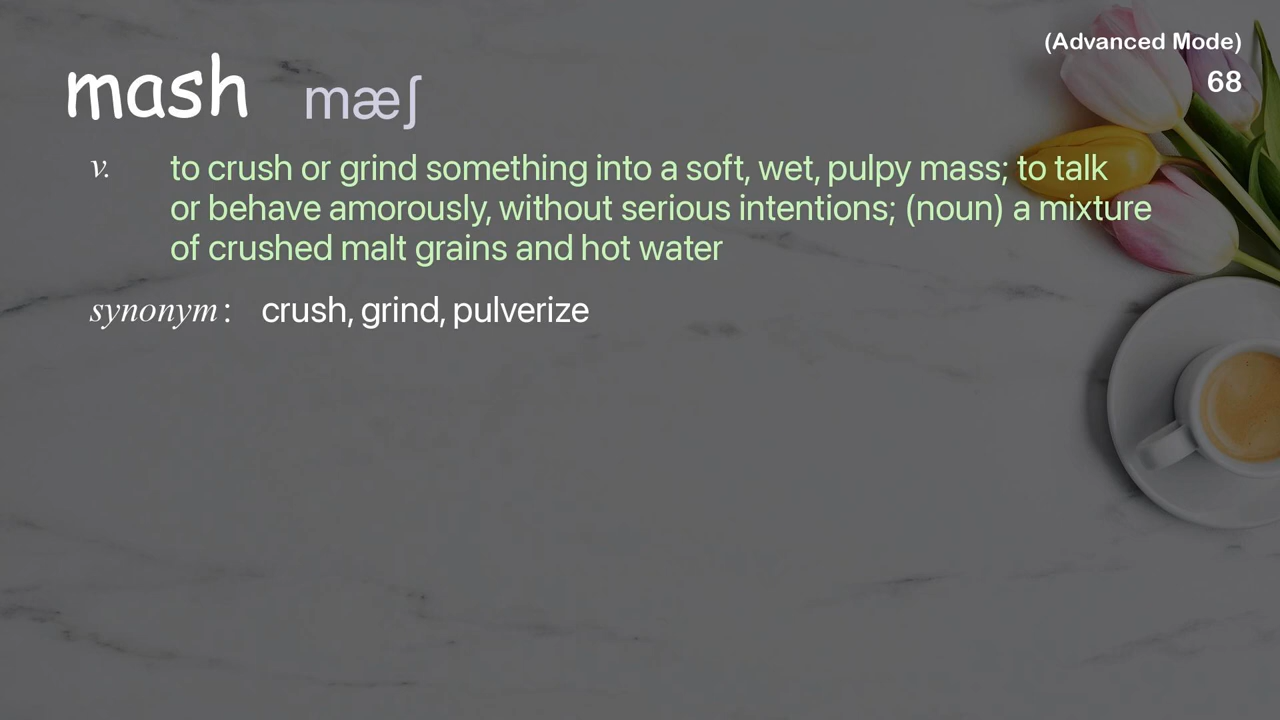 (Advanced Mode)
68
mash mæʃ
v. to crush or grind something into a soft, wet, pulpy mass; to talk
or behave amorously, without serious intentions; (noun) a mixture
of crushed malt grains and hot water
synonym: crush, grind, pulverize